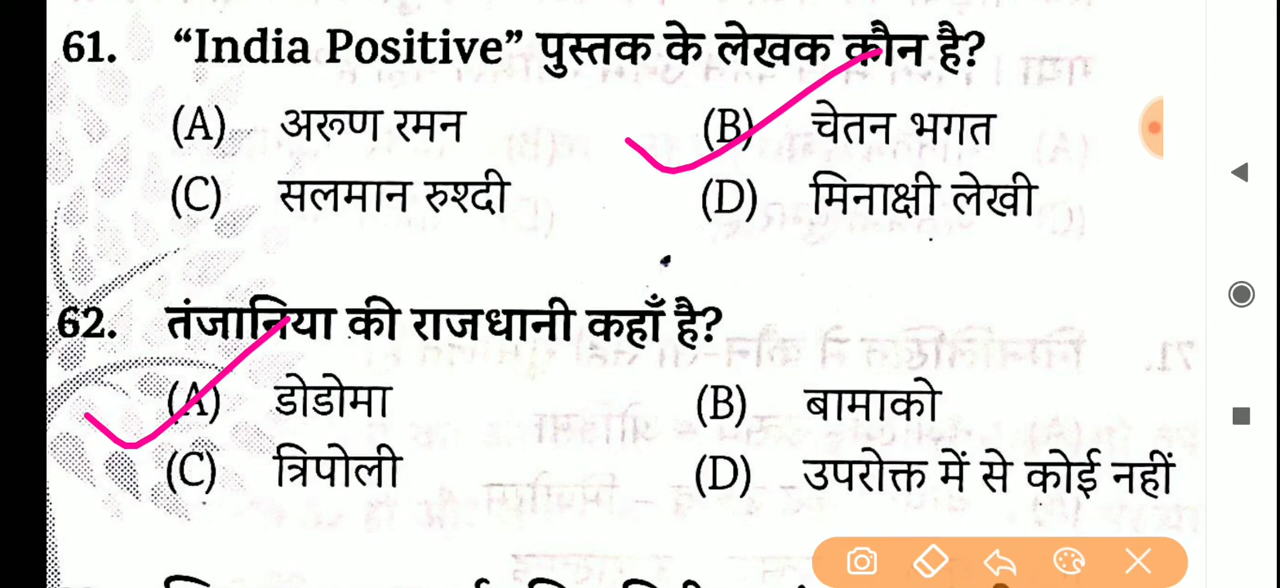 61. “India Positive” पुस्तक के लेखक कौन है?
(A) अरूण रमन (B) चेतन भगत
(C) सलमान रुश्दी (D) मिनाक्षी लेखी
62. तंजानिया की राजधानी कहाँ है?
(A) डोडोमा (B) बामाको
(C) त्रिपोली (D) उपरोक्त में से कोई नहीं